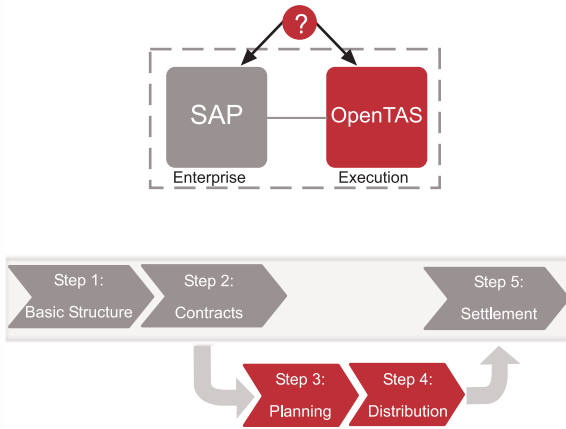 ?
SAP
OpenTAS
Enterprise
Execution
Step 1:
Basic Structure
Step 2:
Contracts
Step 5:
Settlement
Step 3:
Planning
Step 4:
Distribution